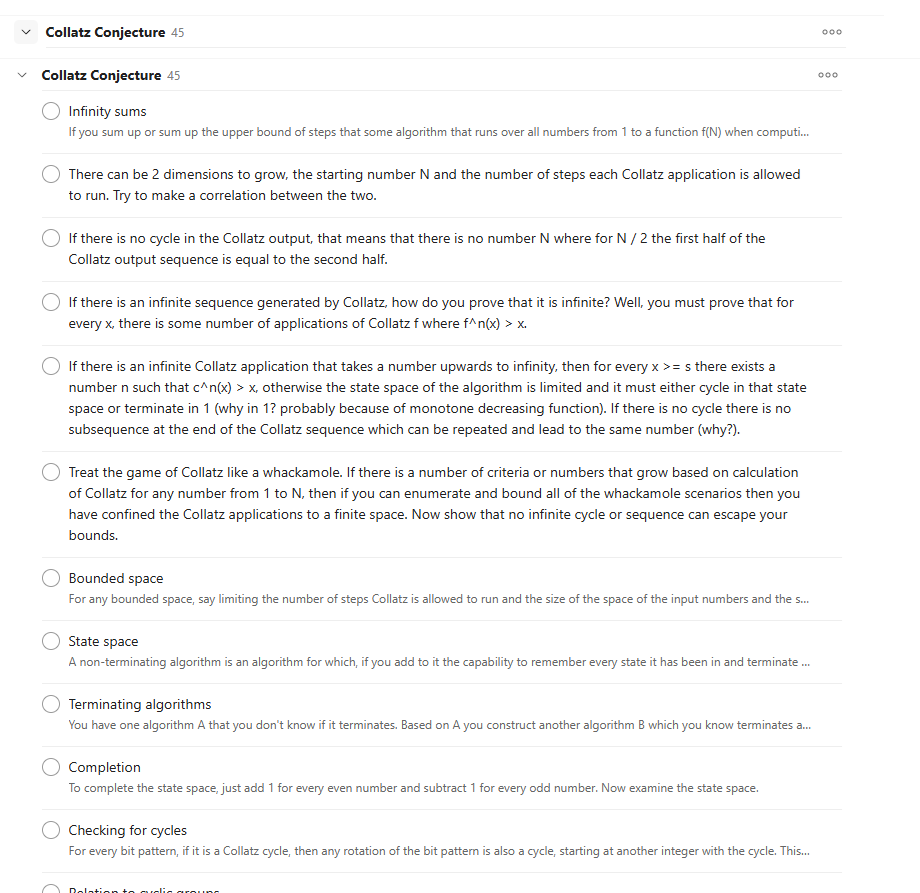 Collatz Conjecture 45
Collatz Conjecture 45
Infinity sums
If you sum up or sum up the upper bound of steps that some algorithm that runs over all numbers from 1 to a function f(N) when computi...
There can be 2 dimensions to grow, the starting number N and the number of steps each Collatz application is allowed
to run. Try to make a correlation between the two.
If there is no cycle in the Collatz output, that means that there is no number N where for N / 2 the first half of the
Collatz output sequence is equal to the second half.
If there is an infinite sequence generated by Collatz, how do you prove that it is infinite? Well, you must prove that for
every x, there is some number of applications of Collatz f where f^n(x) > x.
If there is an infinite Collatz application that takes a number upwards to infinity, then for every x >= s there exists a
number n such that c^n(x) > x, otherwise the state space of the algorithm is limited and it must either cycle in that state
space or terminate in 1 (why in 1? probably because of monotone decreasing function). If there is no cycle there is no
subsequence at the end of the Collatz sequence which can be repeated and lead to the same number (why?).
Treat the game of Collatz like a whackamole. If there is a number of criteria or numbers that grow based on calculation
of Collatz for any number from 1 to N, then if you can enumerate and bound all of the whackamole scenarios then you
have confined the Collatz applications to a finite space. Now show that no infinite cycle or sequence can escape your
bounds.
Bounded space
For any bounded space, say limiting the number of steps Collatz is allowed to run and the size of the space of the input numbers and the s...
State space
A non-terminating algorithm is an algorithm for which, if you add to it the capability to remember every state it has been in and terminate ...
Terminating algorithms
You have one algorithm A that you don't know if it terminates. Based on A you construct another algorithm B which you know terminates a...
Completion
To complete the state space, just add 1 for every even number and subtract 1 for every odd number. Now examine the state space.
Checking for cycles
For every bit pattern, if it is a Collatz cycle, then any rotation of the bit pattern is also a cycle, starting at another integer with the cycle. This...
Relation to cyclic groups